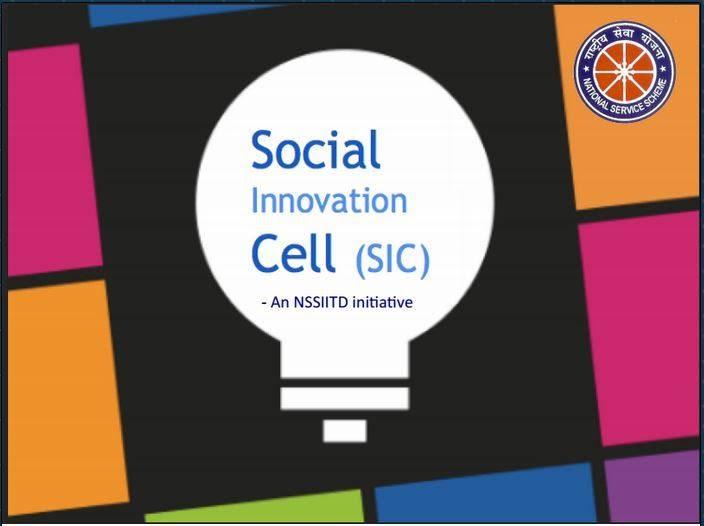 Social
Innovation
Cell (SIC)
- An NSSIITD initiative
राष्ट्रीय सेवा योजना
NATIONAL SERVICE SCHEME